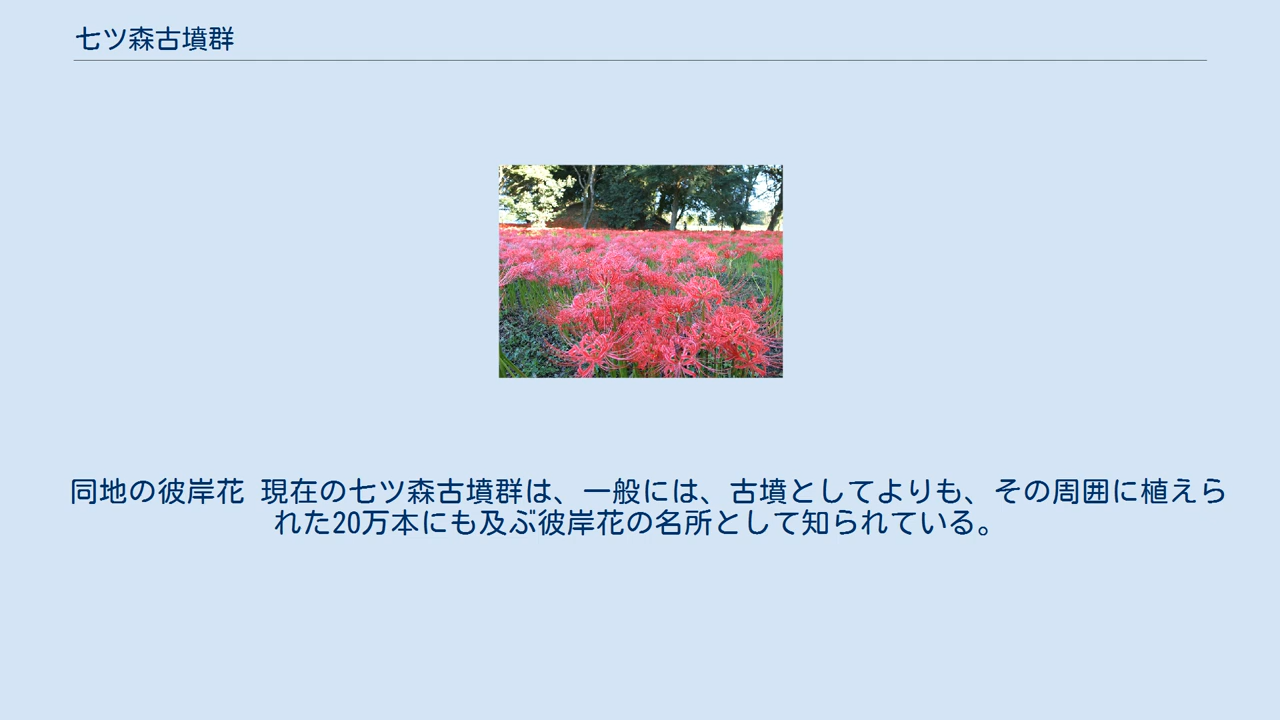 七ツ森古墳群
同地の彼岸花 現在の七ツ森古墳群は、一般には、古墳としてよりも、その周囲に植えら
れた20万本にも及ぶ彼岸花の名所として知られている。